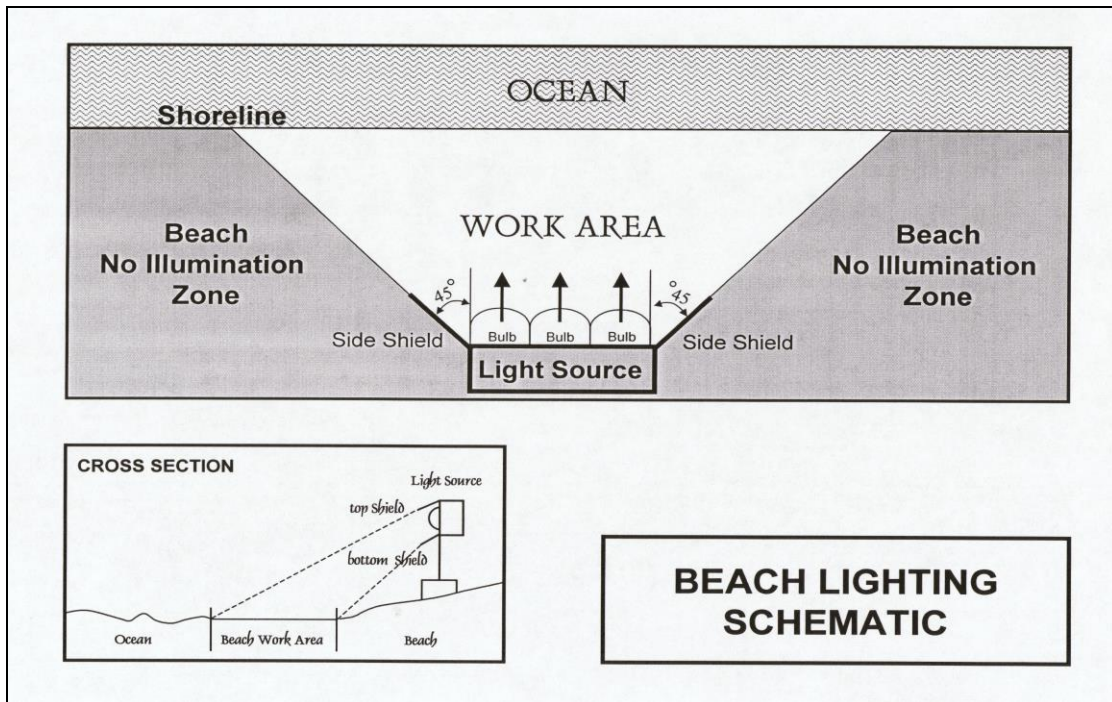 OCEAN
Shoreline
WORK AREA
Beach
No Illumination
Zone
Beach
No Illumination
Zone
45°
45°
Side Shield
Bulb
Bulb
Bulb
Side Shield
Light Source
CROSS SECTION
Light Source
top Shield
bottom Shield
Ocean
Beach Work Area
Beach
BEACH LIGHTING
SCHEMATIC